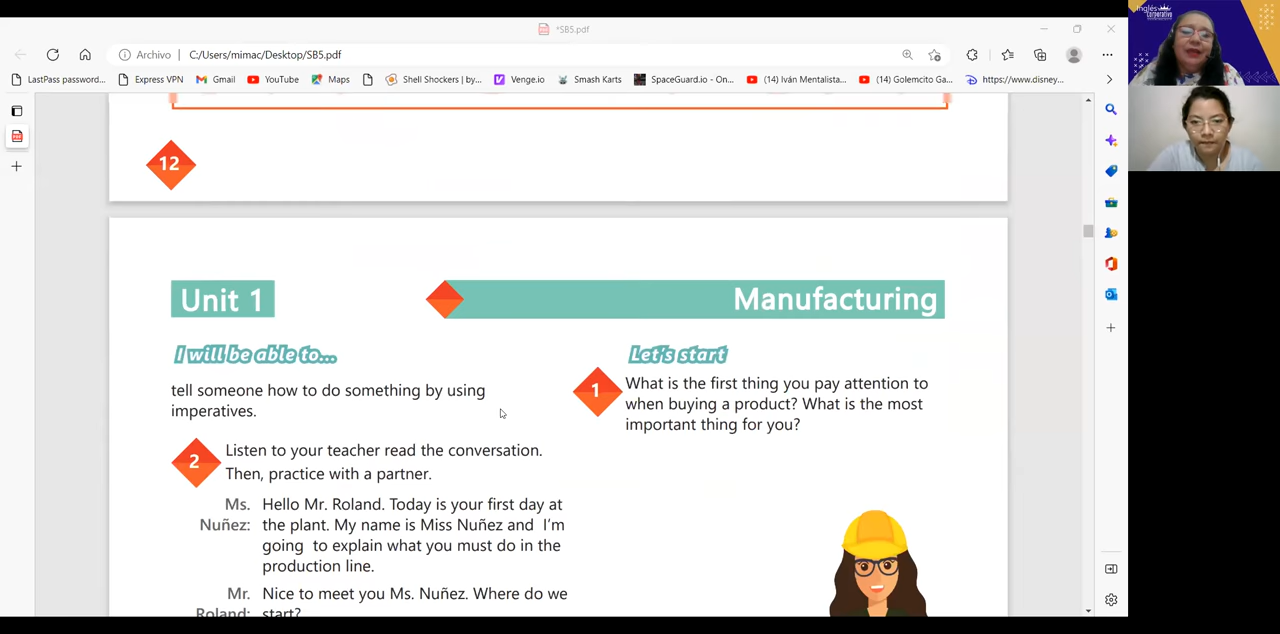 *SB5.pdf
Archivo | C:/Users/mimac/Desktop/SB5.pdf
LastPass password... Express VPN Gmail YouTube Maps Shell Shockers | by... Venge.io Smash Karts SpaceGuard.io - On... (14) Iván Mentalista... (14) Golemcito Ga... https://www.disney...
Inglés
Corporativo
12
Unit 1
Manufacturing
I will be able to...
tell someone how to do something by using
imperatives.
Let's start
1 What is the first thing you pay attention to
when buying a product? What is the most
important thing for you?
2 Listen to your teacher read the conversation.
Then, practice with a partner.
Ms. Hello Mr. Roland. Today is your first day at
Nuñez: the plant. My name is Miss Nuñez and I'm
going to explain what you must do in the
production line.
Mr. Nice to meet you Ms. Nuñez. Where do we
Roland: start?